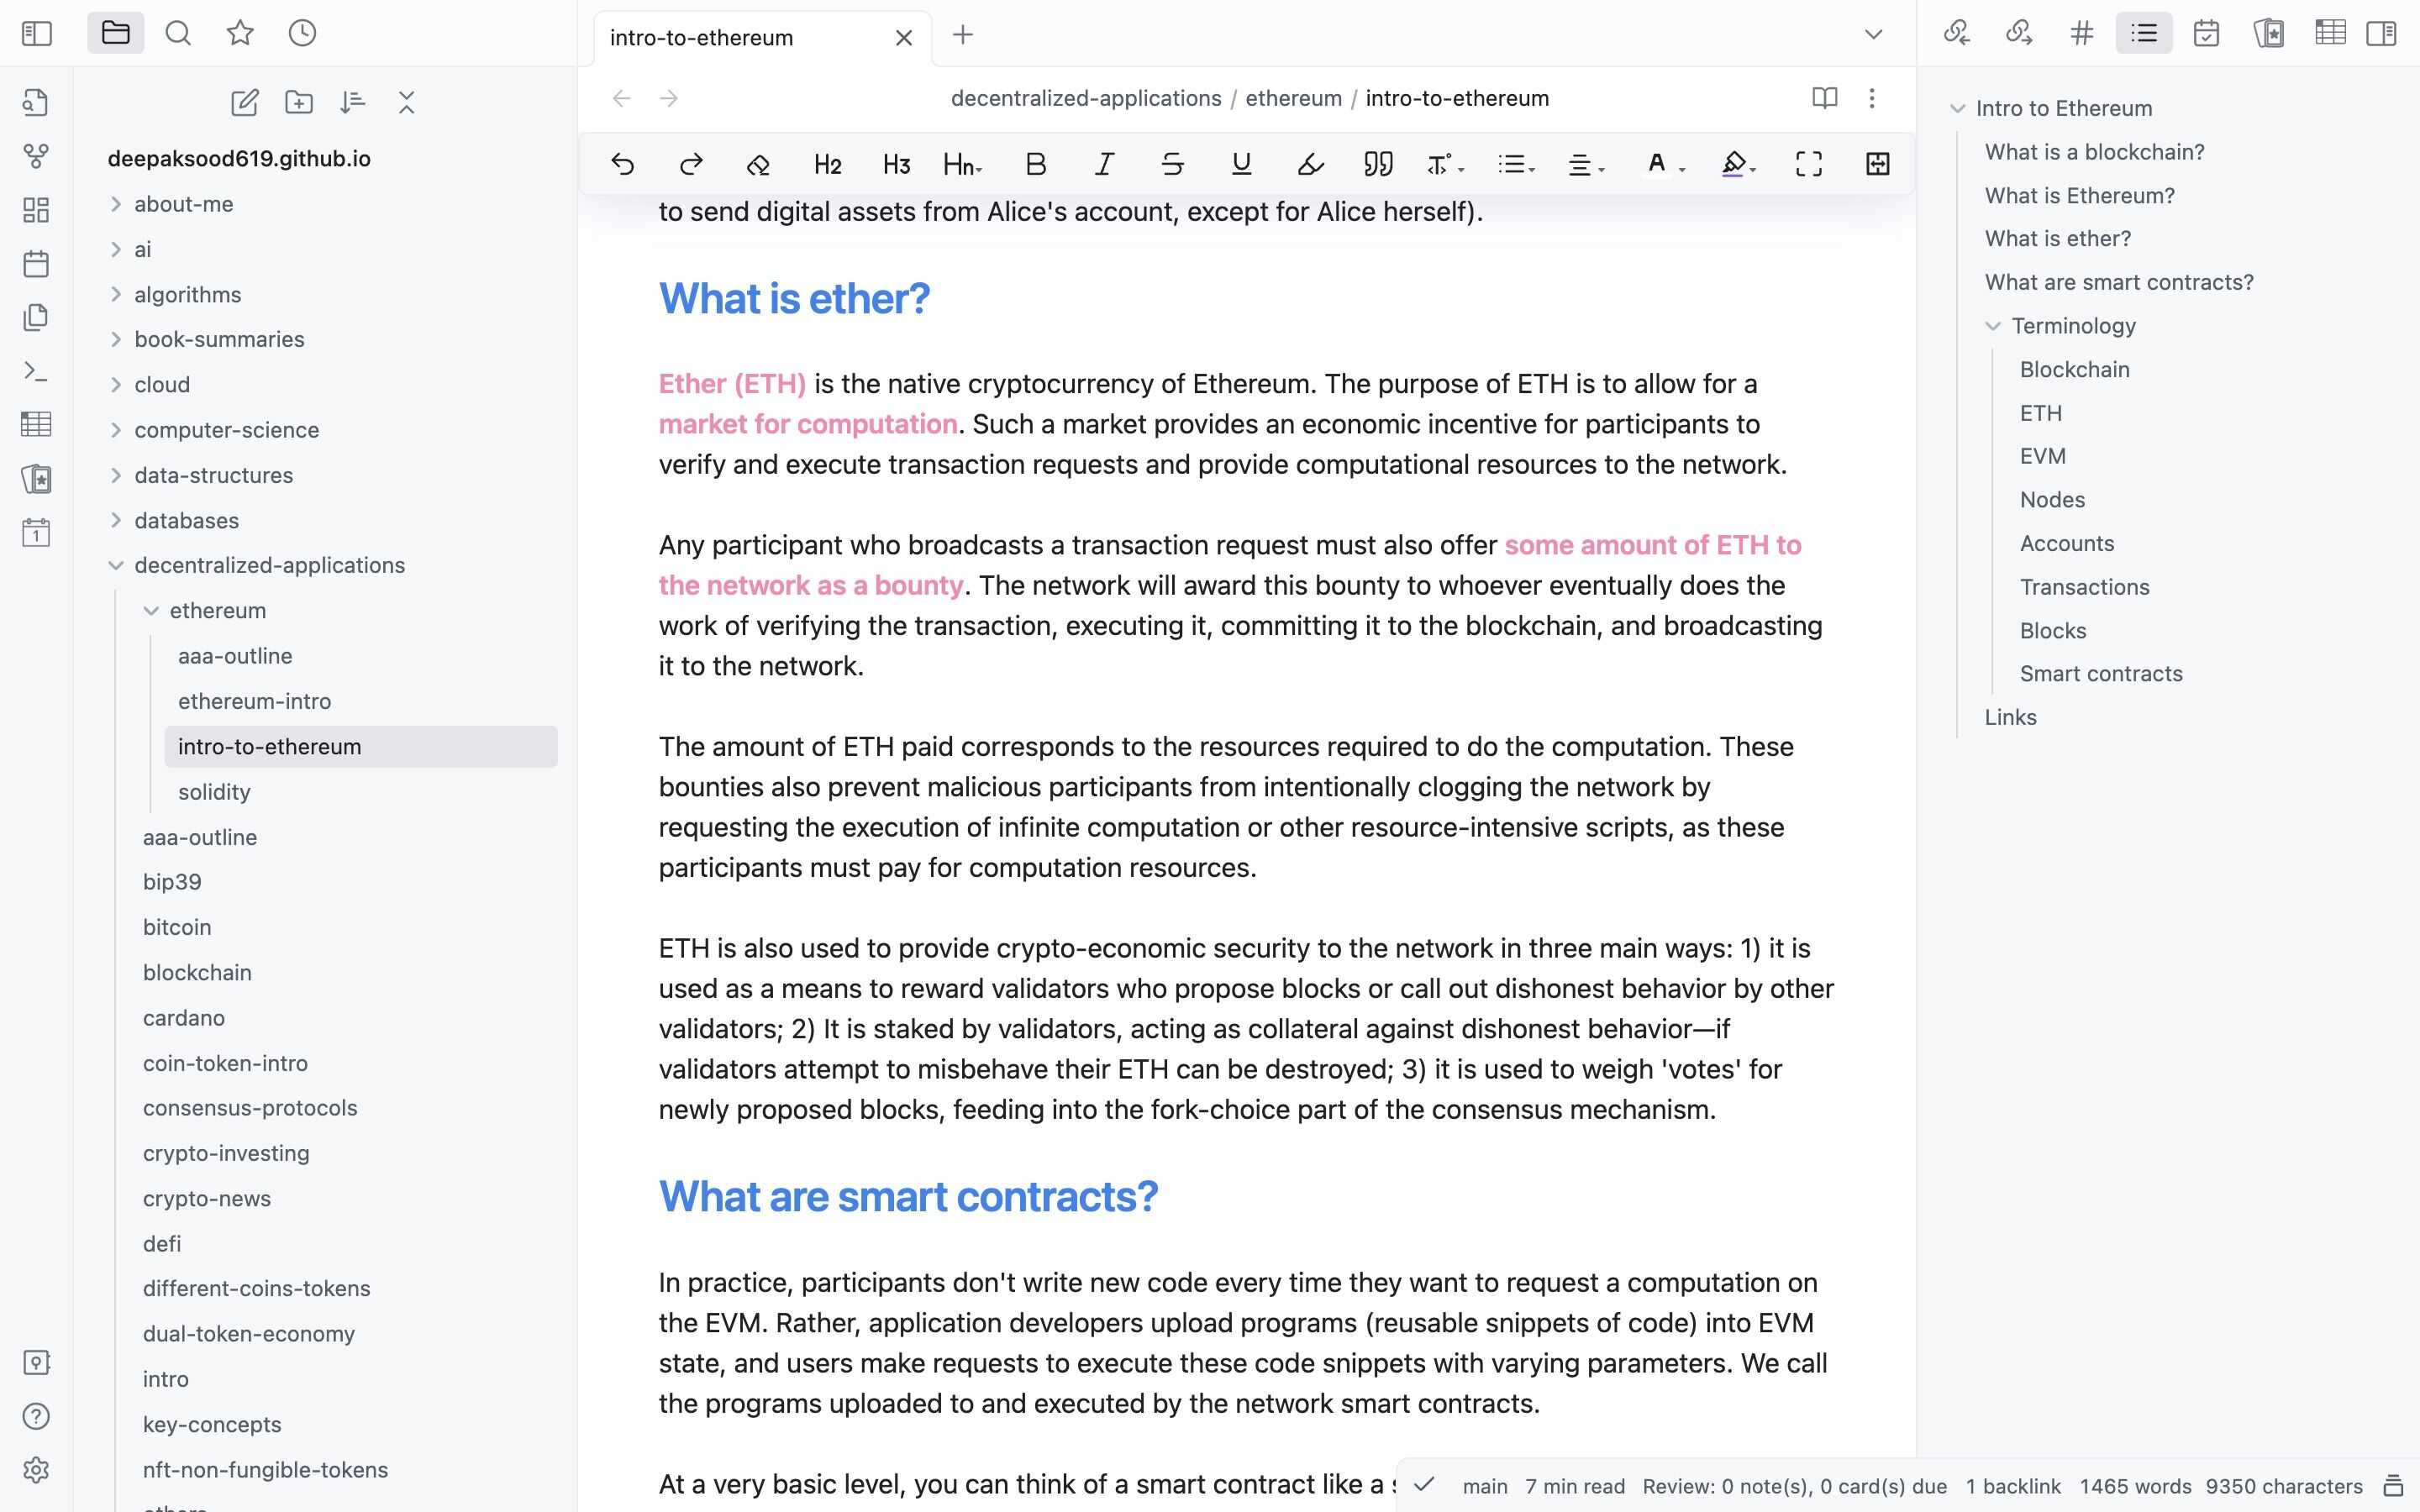 intro-to-ethereum
decentralized-applications / ethereum / intro-to-ethereum
deepaksood619.github.io
about-me
ai
algorithms
book-summaries
cloud
computer-science
data-structures
databases
decentralized-applications
ethereum
aaa-outline
ethereum-intro
intro-to-ethereum
solidity
aaa-outline
bip39
bitcoin
blockchain
cardano
coin-token-intro
consensus-protocols
crypto-investing
crypto-news
defi
different-coins-tokens
dual-token-economy
intro
key-concepts
nft-non-fungible-tokens
1
H2 H3 Hn B I S U T A
to send digital assets from Alice's account, except for Alice herself).
What is ether?
Ether (ETH) is the native cryptocurrency of Ethereum. The purpose of ETH is to allow for a
market for computation. Such a market provides an economic incentive for participants to
verify and execute transaction requests and provide computational resources to the network.
Any participant who broadcasts a transaction request must also offer some amount of ETH to
the network as a bounty. The network will award this bounty to whoever eventually does the
work of verifying the transaction, executing it, committing it to the blockchain, and broadcasting
it to the network.
The amount of ETH paid corresponds to the resources required to do the computation. These
bounties also prevent malicious participants from intentionally clogging the network by
requesting the execution of infinite computation or other resource-intensive scripts, as these
participants must pay for computation resources.
ETH is also used to provide crypto-economic security to the network in three main ways: 1) it is
used as a means to reward validators who propose blocks or call out dishonest behavior by other
validators; 2) It is staked by validators, acting as collateral against dishonest behavior—if
validators attempt to misbehave their ETH can be destroyed; 3) it is used to weigh 'votes' for
newly proposed blocks, feeding into the fork-choice part of the consensus mechanism.
What are smart contracts?
In practice, participants don't write new code every time they want to request a computation on
the EVM. Rather, application developers upload programs (reusable snippets of code) into EVM
state, and users make requests to execute these code snippets with varying parameters. We call
the programs uploaded to and executed by the network smart contracts.
At a very basic level, you can think of a smart contract like a
Intro to Ethereum
What is a blockchain?
What is Ethereum?
What is ether?
What are smart contracts?
Terminology
Blockchain
ETH
EVM
Nodes
Accounts
Transactions
Blocks
Smart contracts
Links
main 7 min read Review: 0 note(s), 0 card(s) due 1 backlink 1465 words 9350 characters